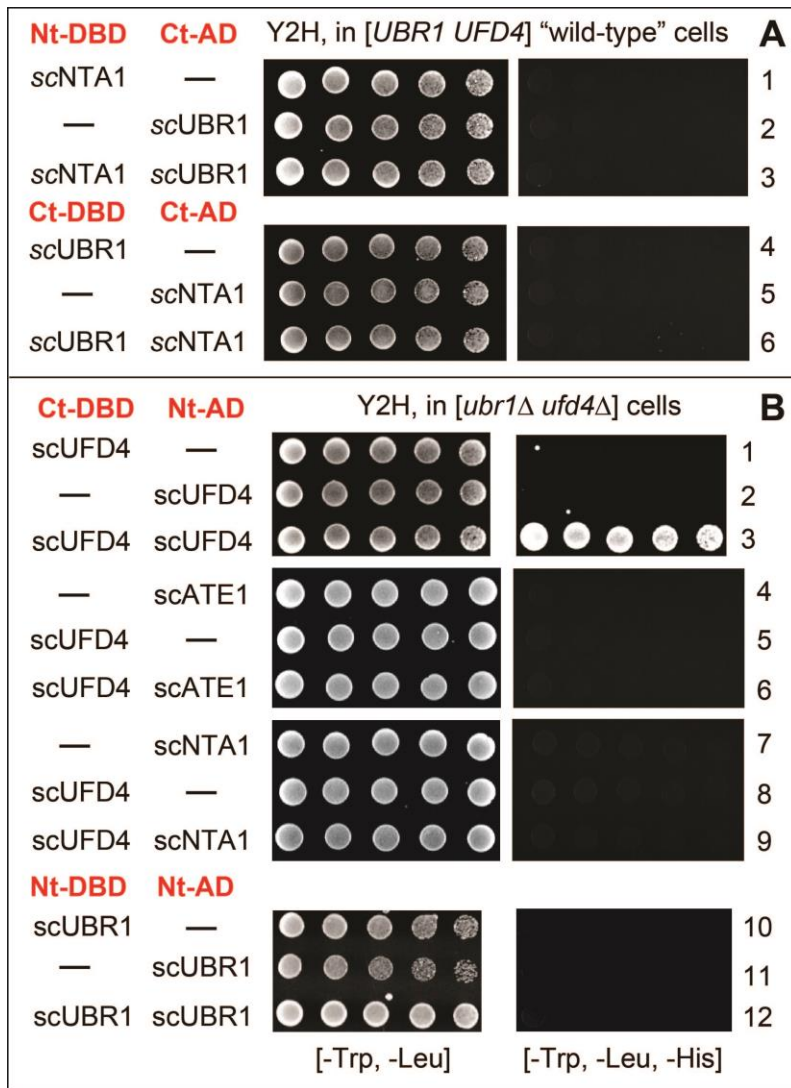 Nt-DBD Ct-AD Y2H, in [UBR1 UFD4] “wild-type” cells A
scNTA1 — 1
— scUBR1 2
scNTA1 scUBR1 3
Ct-DBD Ct-AD
scUBR1 — 4
— scNTA1 5
scUBR1 scNTA1 6
Ct-DBD Nt-AD Y2H, in [ubr1Δ ufd4Δ] cells B
scUFD4 — 1
— scUFD4 2
scUFD4 scUFD4 3
— scATE1 4
scUFD4 — 5
scUFD4 scATE1 6
— scNTA1 7
scUFD4 — 8
scUFD4 scNTA1 9
Nt-DBD Nt-AD
scUBR1 — 10
— scUBR1 11
scUBR1 scUBR1 12
[-Trp, -Leu] [-Trp, -Leu, -His]